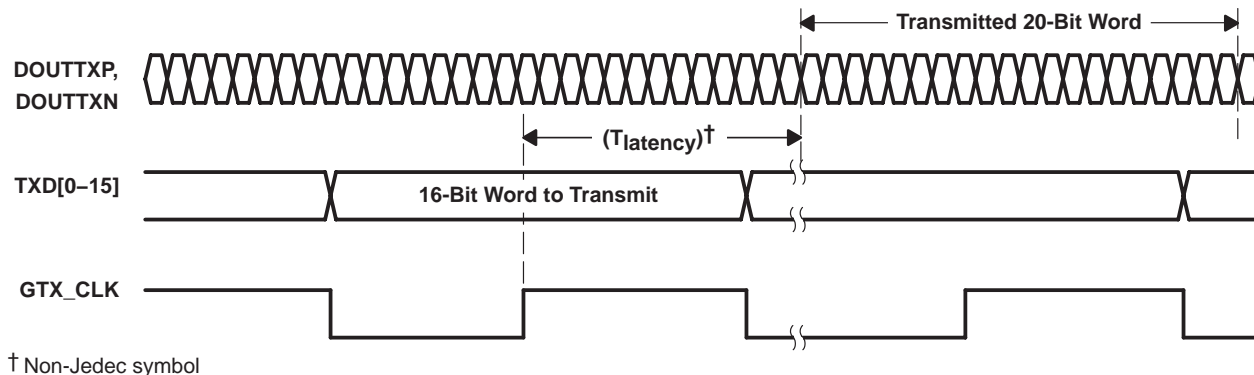 Transmitted 20-Bit Word
DOUTTXP,
DOUTTXN
(Tlatency)†
TXD[0–15]
16-Bit Word to Transmit
GTX_CLK
† Non-Jedec symbol